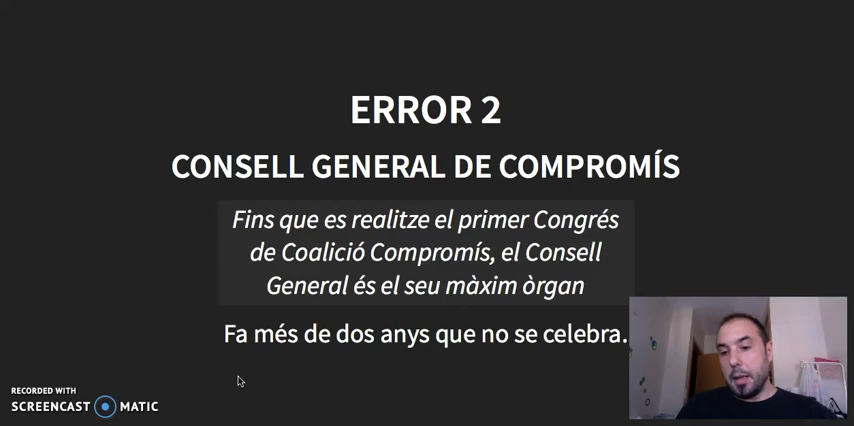 ERROR 2
CONSELL GENERAL DE COMPROMÍS
Fins que es realitze el primer Congrés
de Coalició Compromís, el Consell
General és el seu màxim òrgan
Fa més de dos anys que no se celebra.
RECORDED WITH
SCREENCAST MATIC